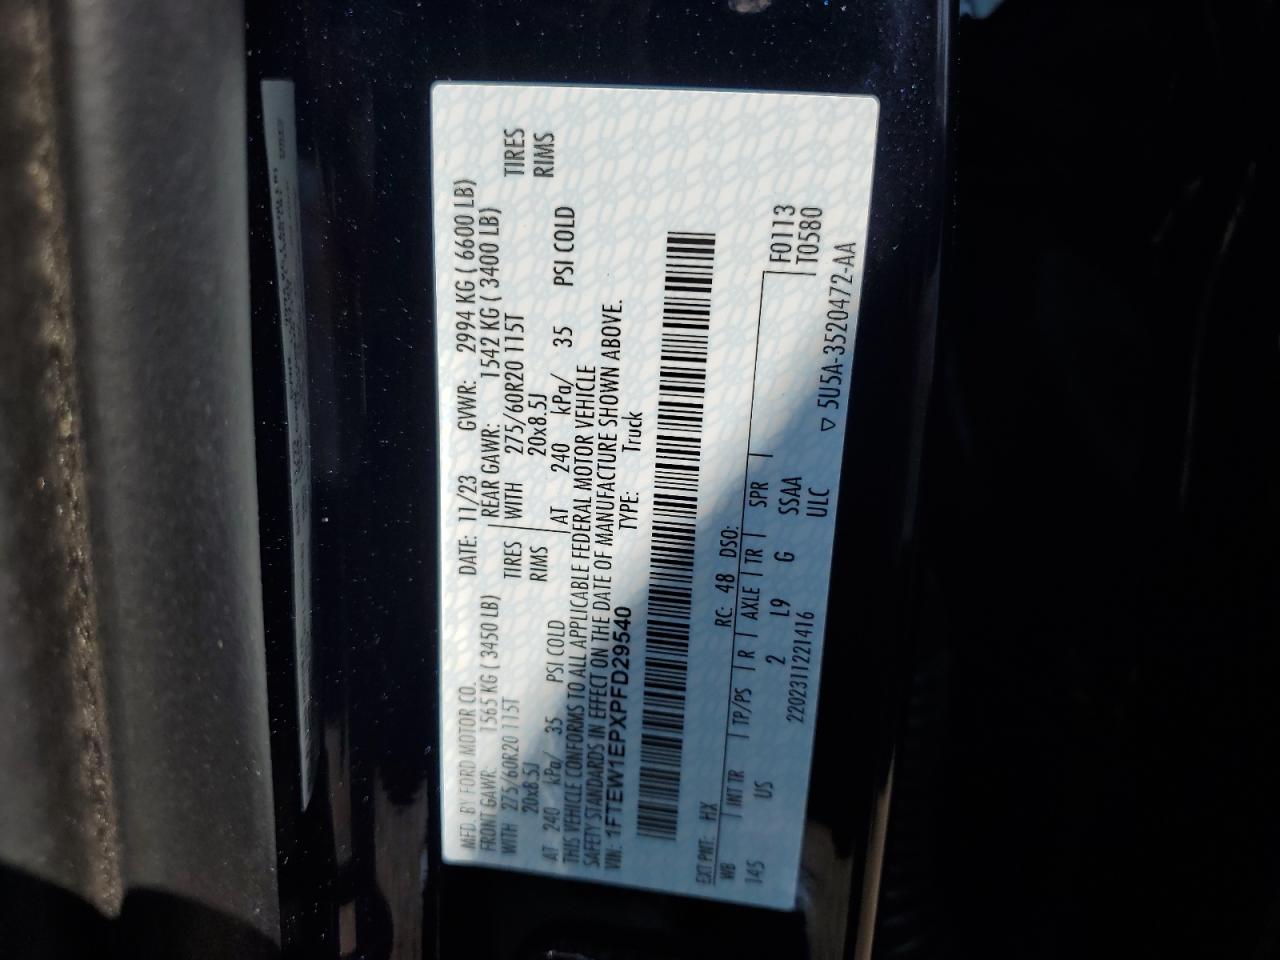 MFD. BY FORD MOTOR CO. DATE: 11/23 GVWR: 2994 KG ( 6600 LB)
FRONT GAWR: 1565 KG ( 3450 LB) REAR GAWR: 1542 KG ( 3400 LB)
WITH 275/60R20 115T TIRES WITH 275/60R20 115T TIRES
20x8.5J RIMS 20x8.5J RIMS
AT 240 kPa/ 35 PSI COLD AT 240 kPa/ 35 PSI COLD
THIS VEHICLE CONFORMS TO ALL APPLICABLE FEDERAL MOTOR VEHICLE
SAFETY STANDARDS IN EFFECT ON THE DATE OF MANUFACTURE SHOWN ABOVE.
VIN: 1FTEW1EPXPFD29540 TYPE: Truck
EXT PNT: HX RC: 48 DSO:
WB INT TR TP/PS R AXLE TR SPR F0113
145 US 2 L9 G SSAA T0580
2202311221416 ULC
▽ 5U5A-3520472-AA